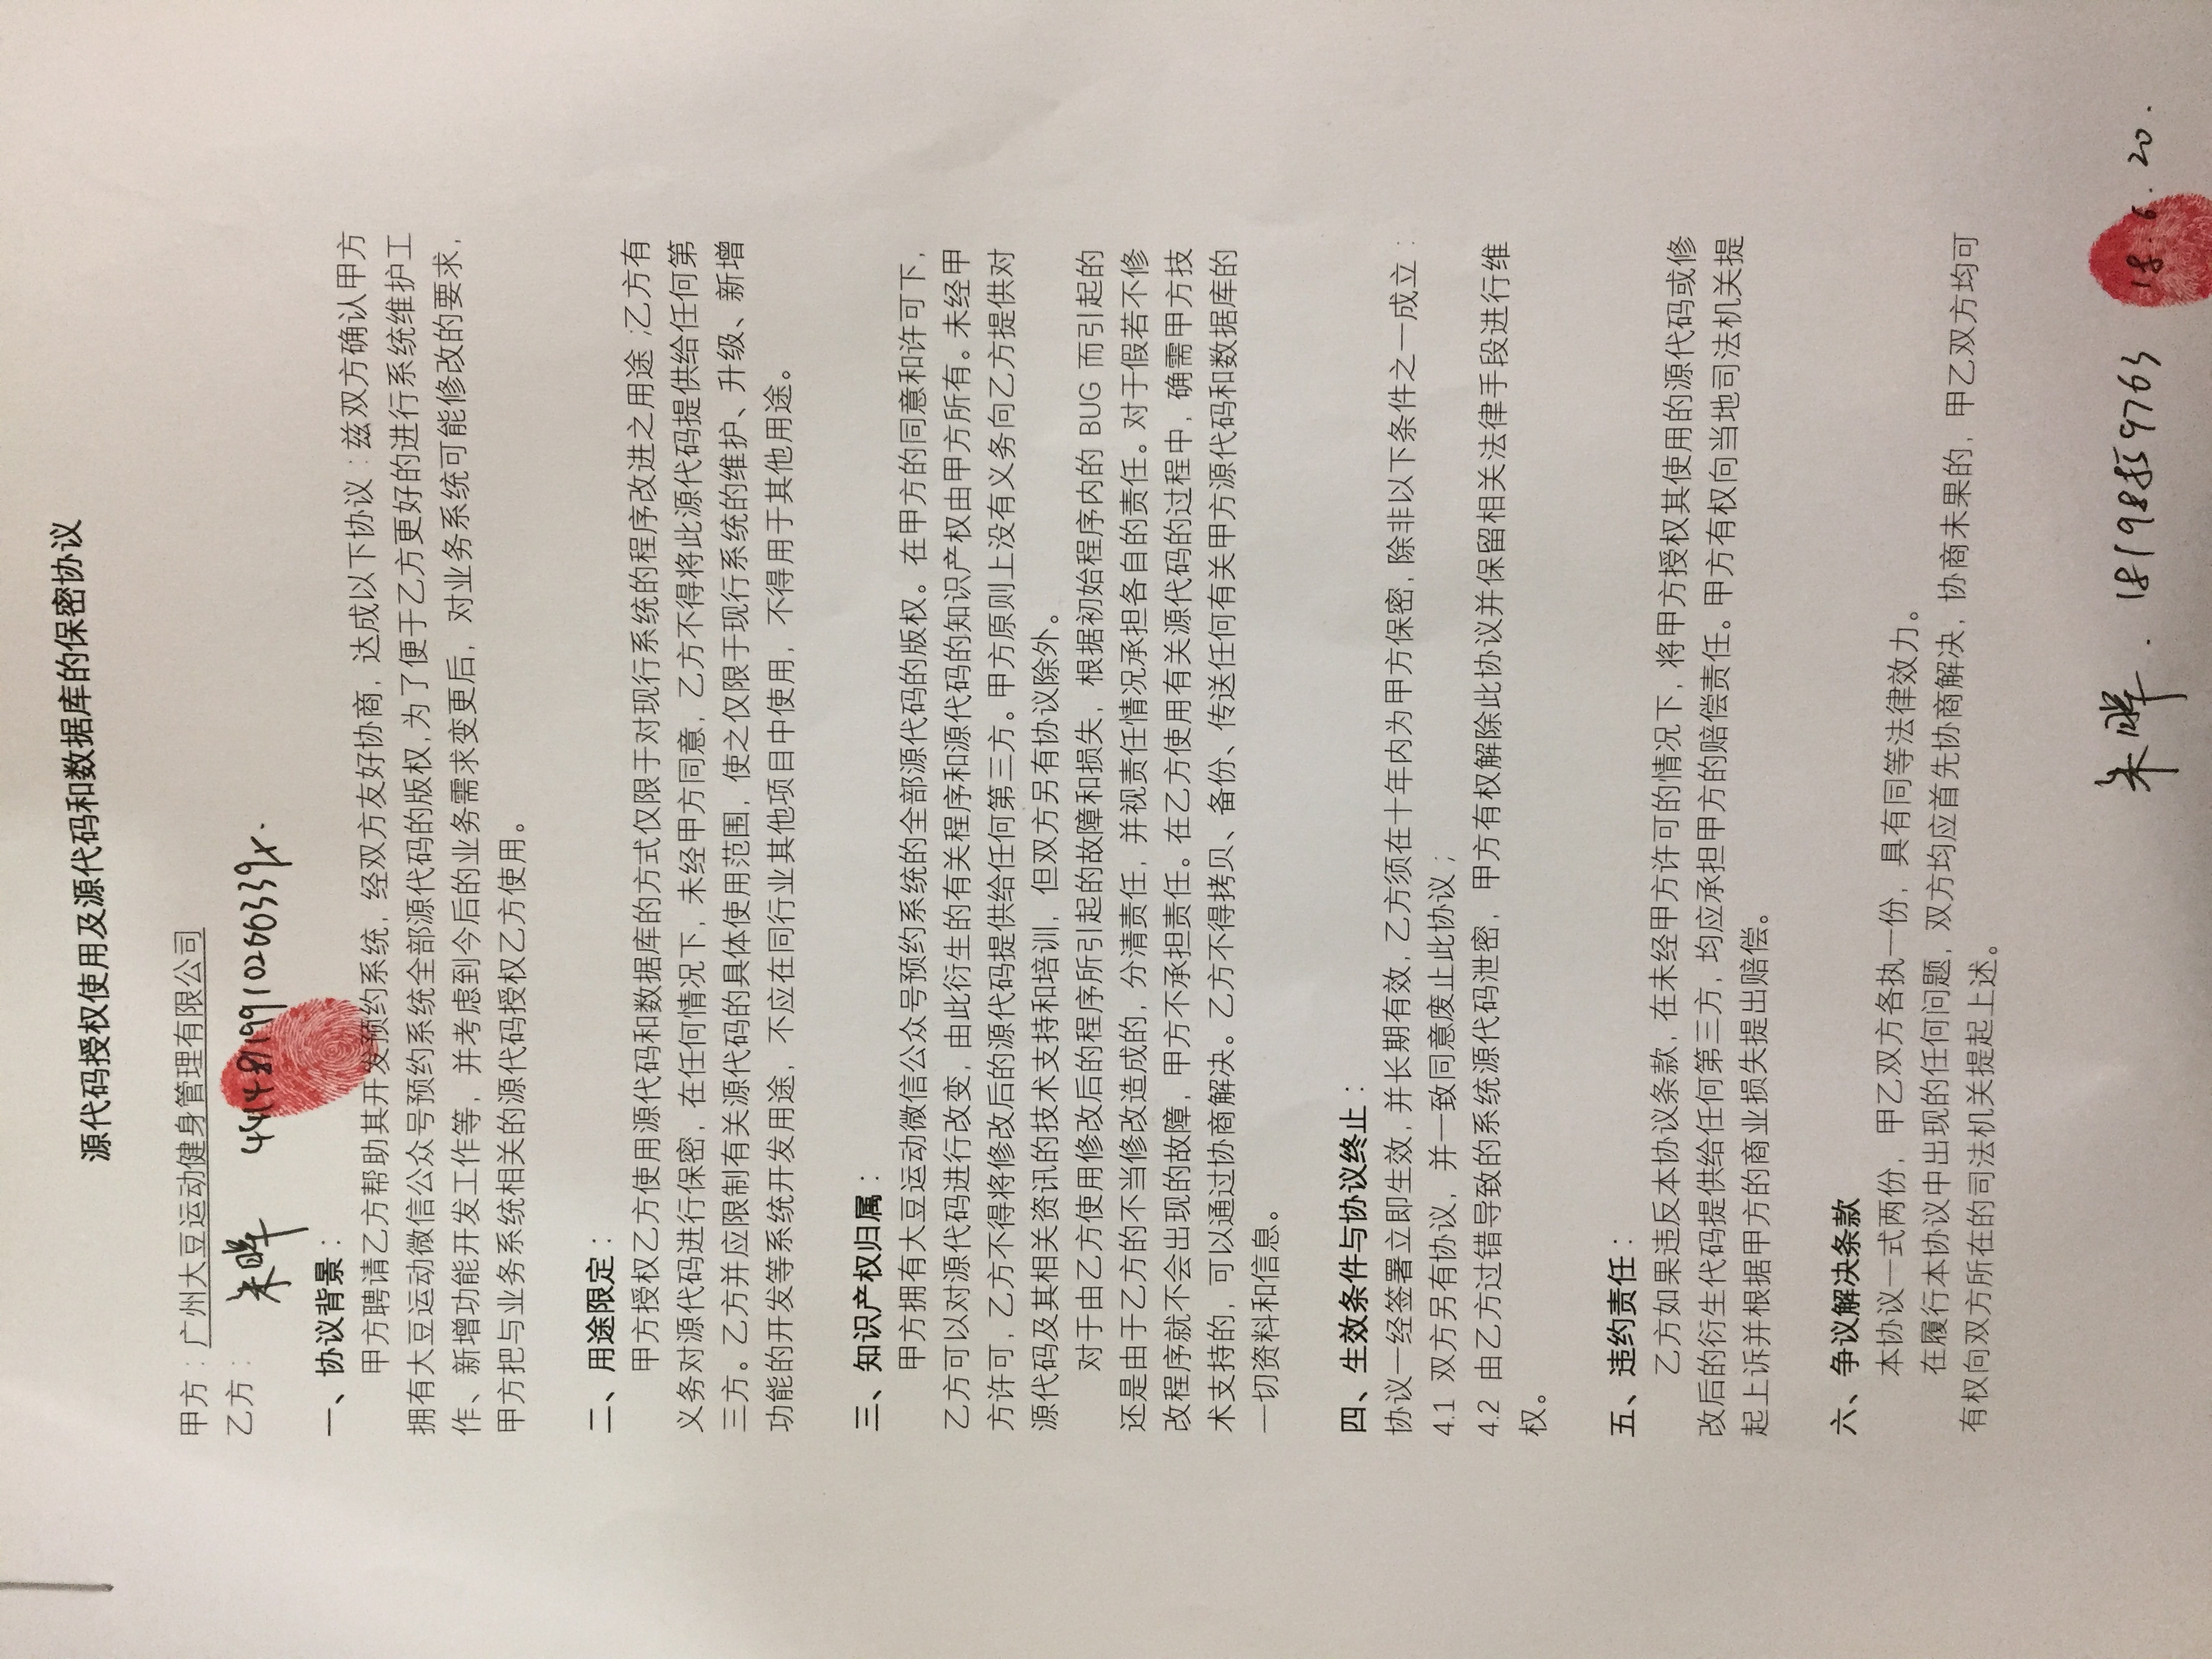 源代码授权使用及源代码和数据库的保密协议
甲方：广州大豆运动健身管理有限公司
乙方： 朱晖 44148119910266339x.
一、协议背景：
甲方聘请乙方帮助其开发预约系统，经双方友好协商，达成以下协议：兹双方确认甲方
拥有大豆运动微信公众号预约系统全部源代码的版权，为了便于乙方更好的进行系统维护工
作、新增功能开发工作等，并考虑到今后的业务需求变更后，对业务系统可能修改的要求，
甲方把与业务系统相关的源代码授权乙方使用。
二、用途限定：
甲方授权乙方使用源代码和数据库的方式仅限于对现行系统的程序改进之用途；乙方有
义务对源代码进行保密，在任何情况下，未经甲方同意，乙方不得将此源代码提供给任何第
三方。乙方并应限制有关源代码的具体使用范围，使之仅限于现行系统的维护、升级、新增
功能的开发等系统开发用途，不应在同行业其他项目中使用，不得用于其他用途。
三、知识产权归属：
甲方拥有大豆运动微信公众号预约系统的全部源代码的版权。在甲方的同意和许可下，
乙方可以对源代码进行改变，由此衍生的有关程序和源代码的知识产权由甲方所有。未经甲
方许可，乙方不得将修改后的源代码提供给任何第三方。甲方原则上没有义务向乙方提供对
源代码及其相关资讯的技术支持和培训，但双方另有协议除外。
对于由乙方使用修改后的程序所引起的故障和损失，根据初始程序内的 BUG 而引起的
还是由于乙方的不当修改造成的，分清责任，并视责任情况承担各自的责任。对于假若不修
改程序就不会出现的故障，甲方不承担责任。在乙方使用有关源代码的过程中，确需甲方技
术支持的，可以通过协商解决。乙方不得拷贝、备份、传送任何有关甲方源代码和数据库的
一切资料和信息。
四、生效条件与协议终止：
协议一经签署立即生效，并长期有效，乙方须在十年内为甲方保密，除非以下条件之一成立：
4.1 双方另有协议，并一致同意废止此协议；
4.2 由乙方过错导致的系统源代码泄密，甲方有权解除此协议并保留相关法律手段进行维
权。
五、违约责任：
乙方如果违反本协议条款，在未经甲方许可的情况下，将甲方授权其使用的源代码或修
改后的衍生代码提供给任何第三方，均应承担甲方的赔偿责任。甲方有权向当地司法机关提
起上诉并根据甲方的商业损失提出赔偿。
六、争议解决条款
本协议一式两份，甲乙双方各执一份，具有同等法律效力。
在履行本协议中出现的任何问题，双方均应首先协商解决，协商未果的，甲乙双方均可
有权向双方所在的司法机关提起上述。
朱晖. 18198859763 18.6.20.